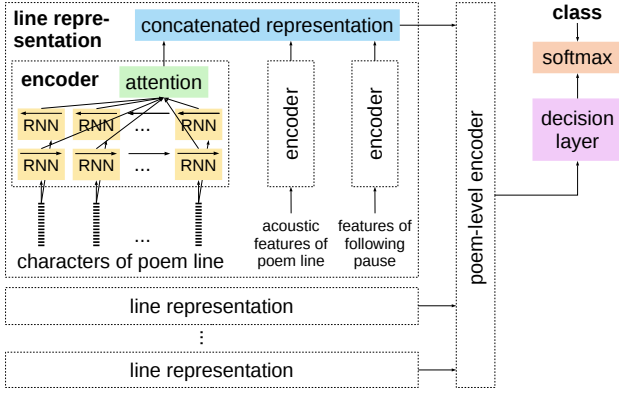 line repre-
sentation
concatenated representation
encoder
attention
RNN RNN ... RNN
RNN RNN ... RNN
...
characters of poem line
encoder
acoustic
features of
poem line
encoder
features of
following
pause
line representation
...
line representation
poem-level encoder
class
softmax
decision
layer